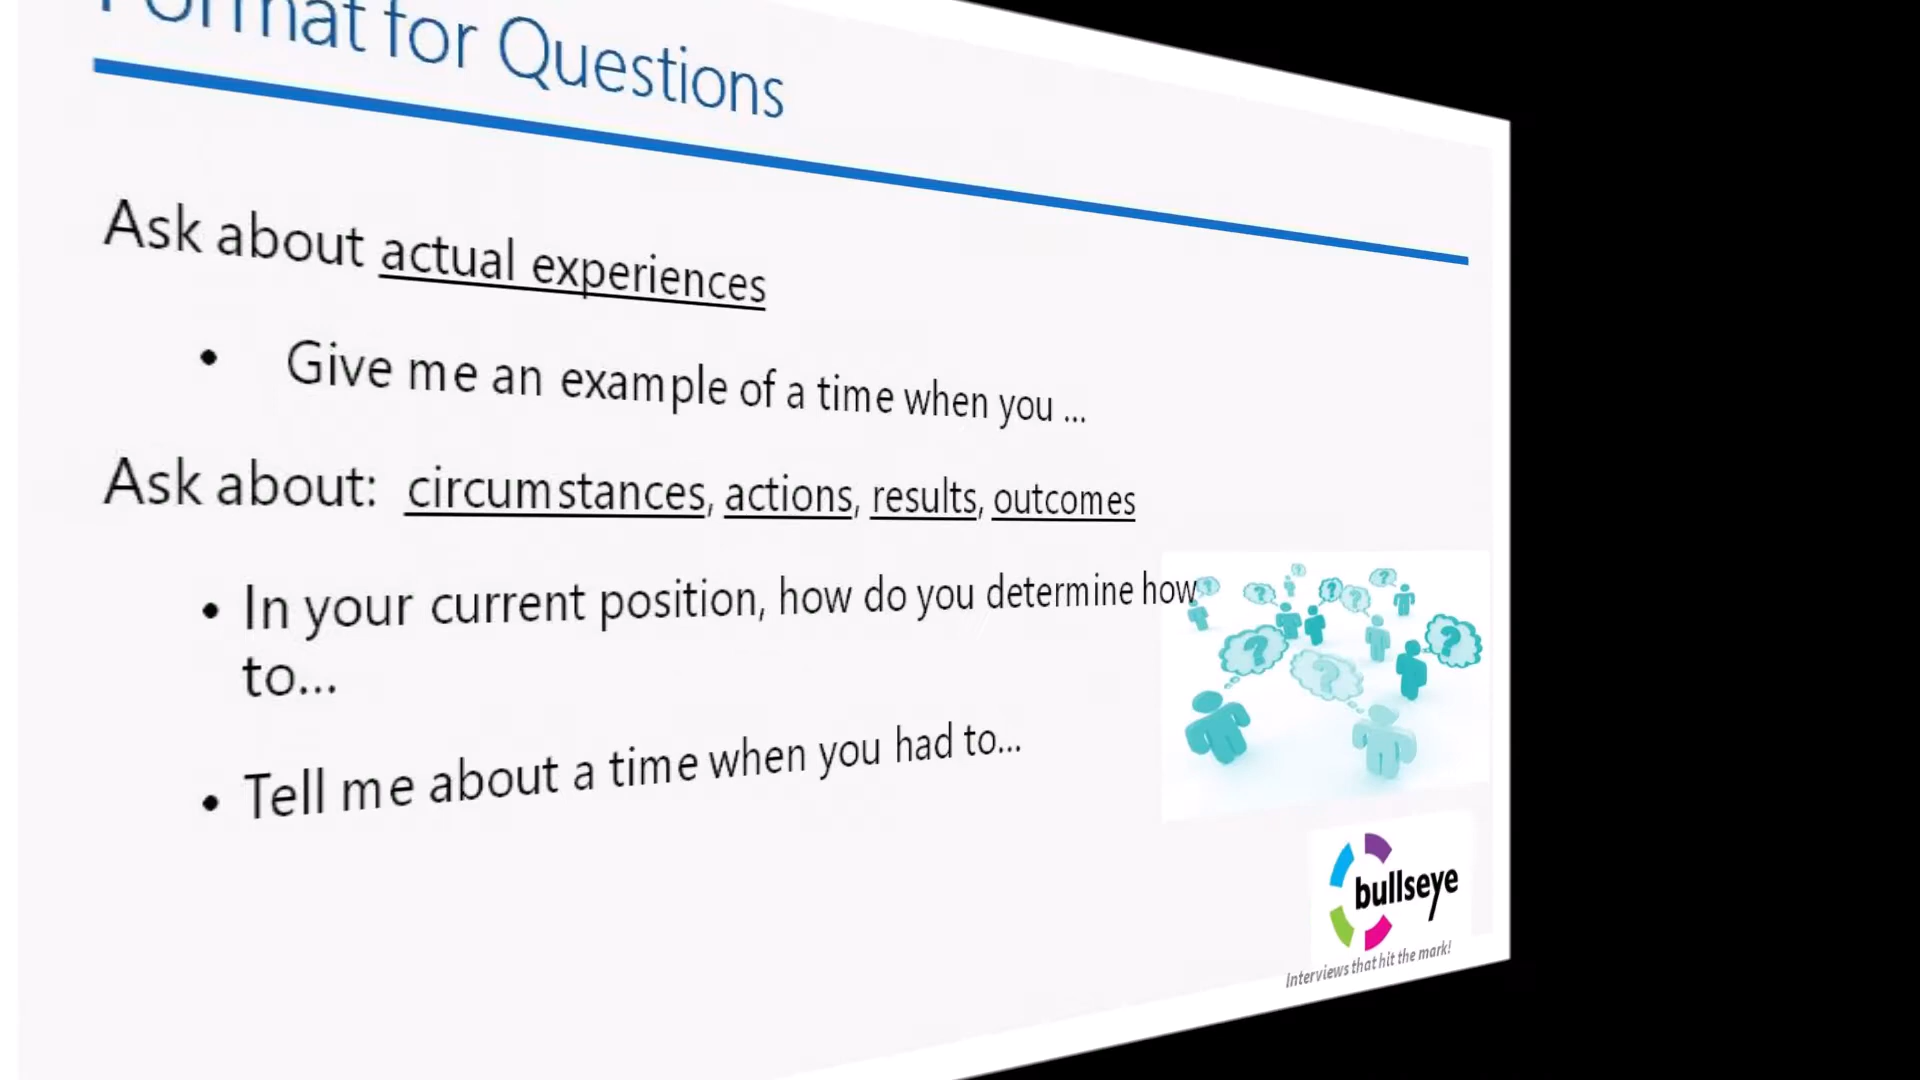 Format for Questions
Ask about actual experiences
• Give me an example of a time when you ...
Ask about: circumstances, actions, results, outcomes
• In your current position, how do you determine how
to...
• Tell me about a time when you had to...
bullseye
Interviews that hit the mark!